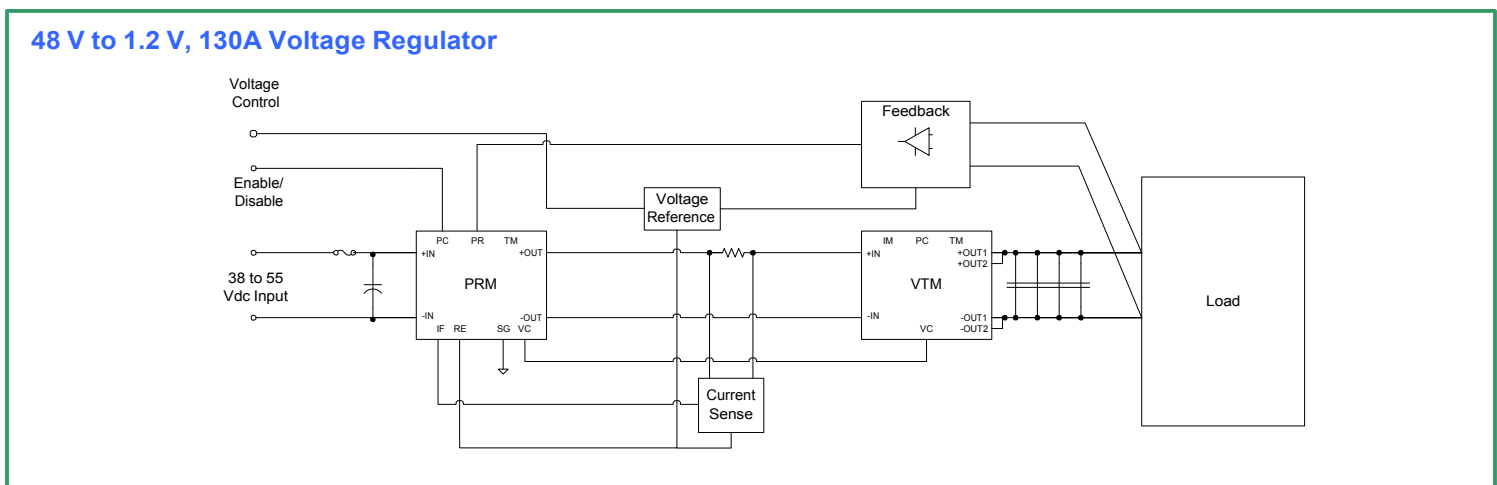 48 V to 1.2 V, 130A Voltage Regulator
Voltage
Control
Feedback
Enable/
Disable
Voltage
Reference
PC PR TM
+IN
+OUT
PRM
-IN
-OUT
IF RE SG VC
38 to 55
Vdc Input
IM PC TM
+IN
+OUT1
+OUT2
VTM
-IN
-OUT1
-OUT2
VC
Load
Current
Sense